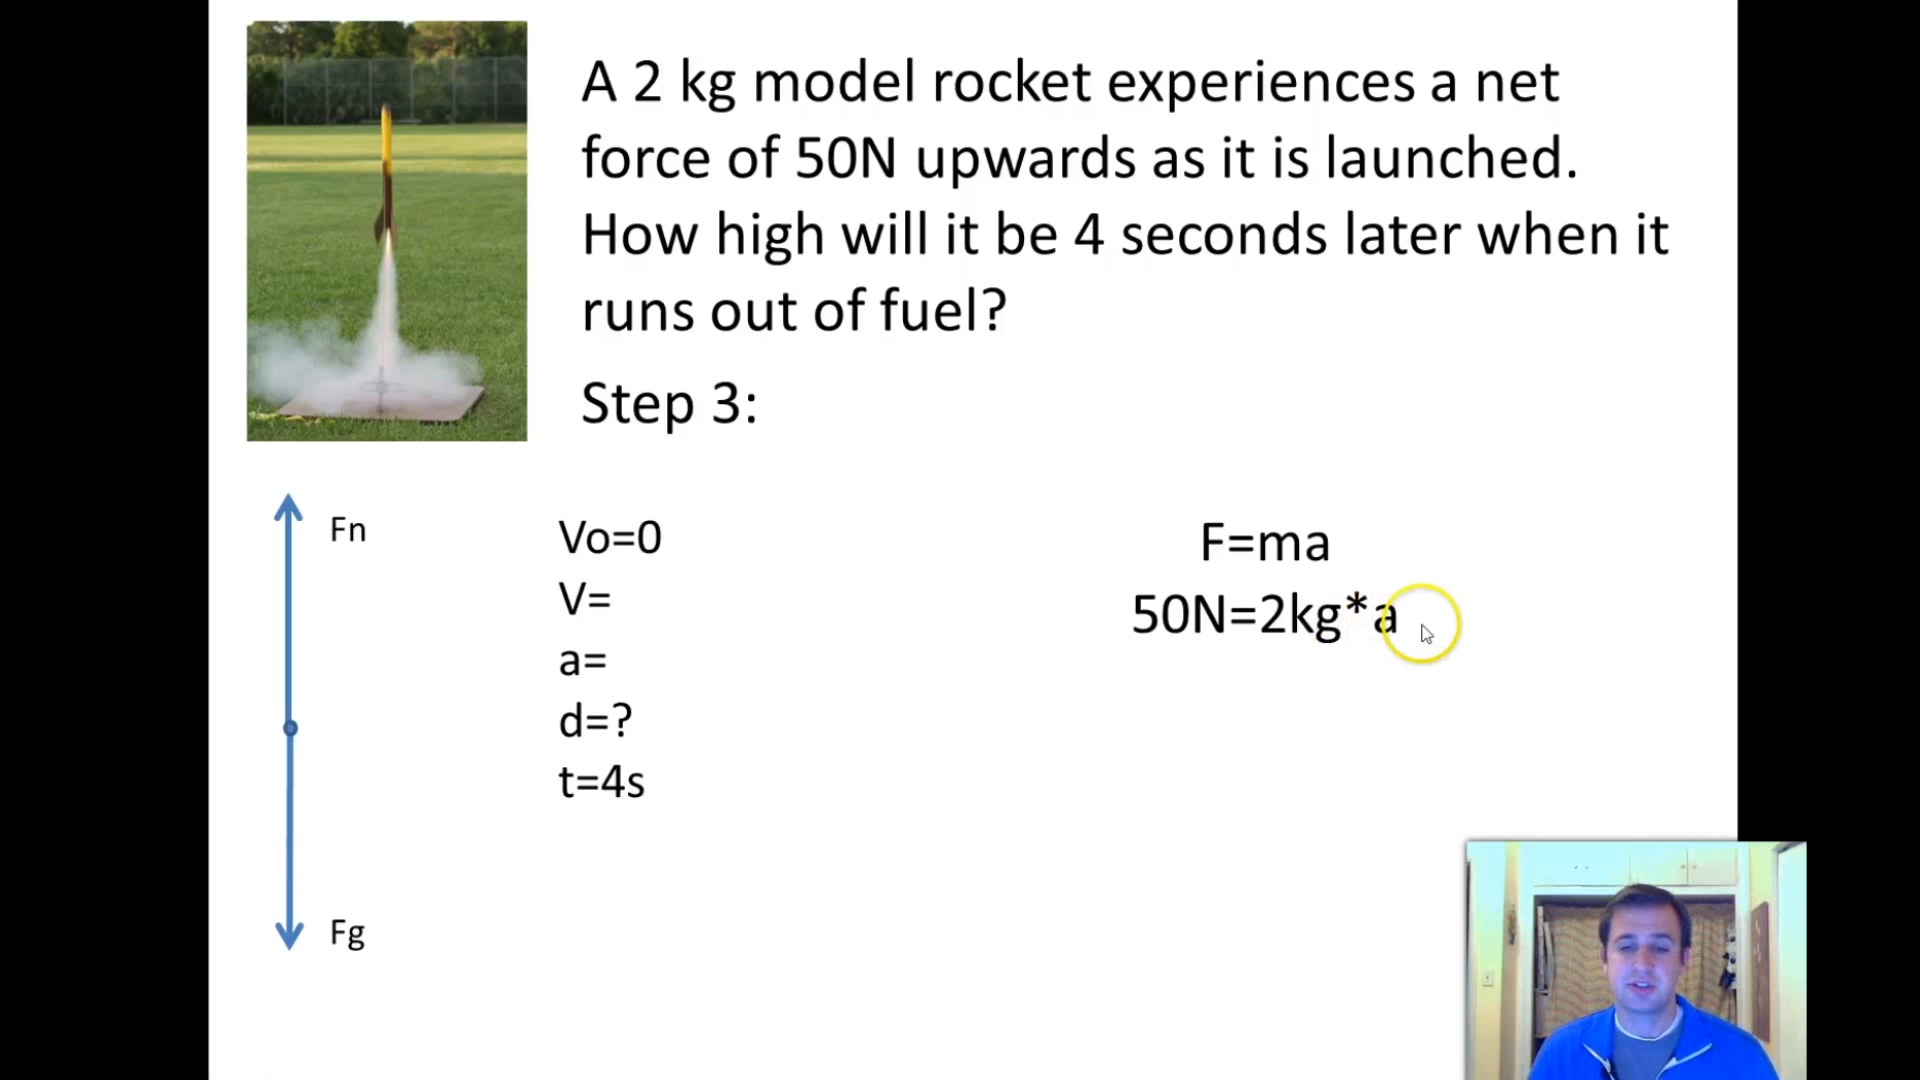 A 2 kg model rocket experiences a net
force of 50N upwards as it is launched.
How high will it be 4 seconds later when it
runs out of fuel?
Step 3:
Fn
Fg
Vo=0
V=
a=
d=?
t=4s
F=ma
50N=2kg*a